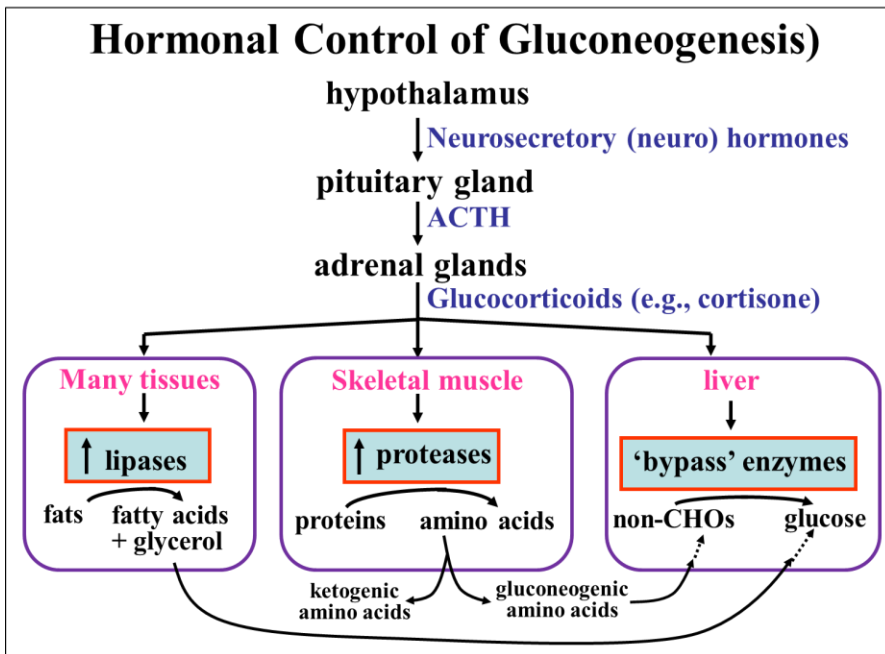 Hormonal Control of Gluconeogenesis)
hypothalamus
Neurosecretory (neuro) hormones
pituitary gland
ACTH
adrenal glands
Glucocorticoids (e.g., cortisone)
Many tissues
lipases
fats
fatty acids
+ glycerol
Skeletal muscle
proteases
proteins
amino acids
liver
‘bypass’ enzymes
non-CHOs
glucose
ketogenic
amino acids
gluconeogenic
amino acids